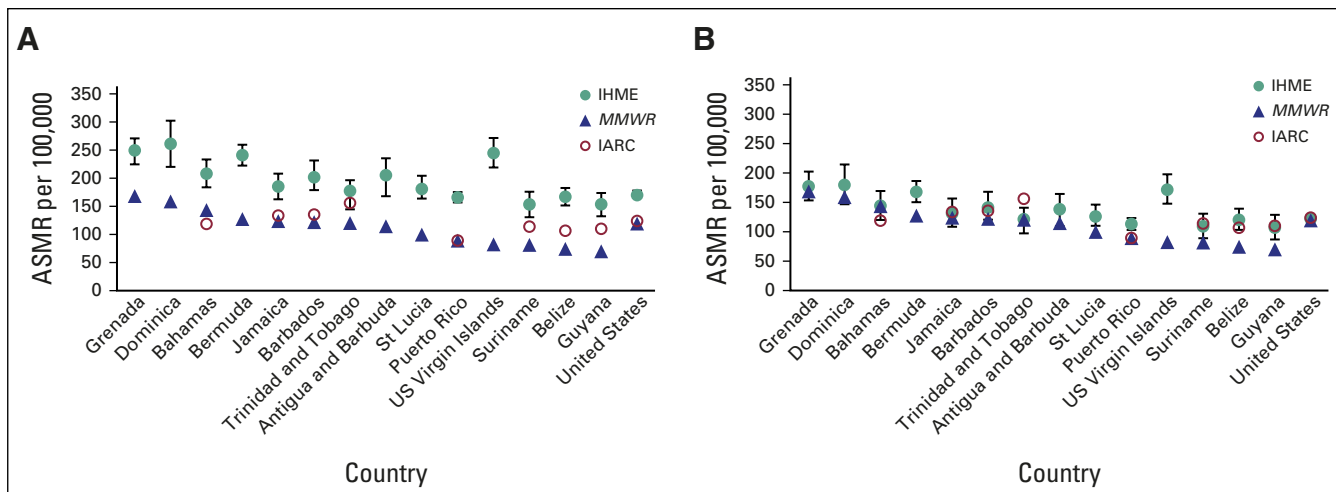 A
ASMR per 100,000
350
300
250
200
150
100
50
0
IHME
MMWR
IARC
Grenada
Dominica
Bahamas
Bermuda
Jamaica
Barbados
Trinidad and Tobago
Antigua and Barbuda
St Lucia
Puerto Rico
US Virgin Islands
Suriname
Belize
Guyana
United States
Country
B
ASMR per 100,000
350
300
250
200
150
100
50
0
IHME
MMWR
IARC
Grenada
Dominica
Bahamas
Bermuda
Jamaica
Barbados
Trinidad and Tobago
Antigua and Barbuda
St Lucia
Puerto Rico
US Virgin Islands
Suriname
Belize
Guyana
United States
Country